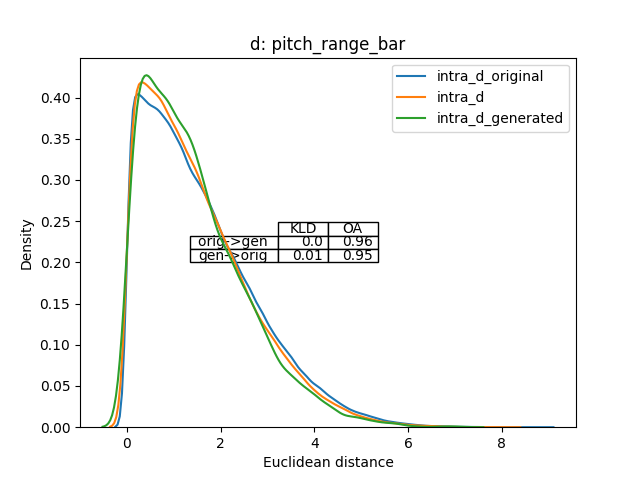 d: pitch_range_bar
intra_d_original
intra_d
intra_d_generated
0.40
0.35
0.30
0.25
0.20
0.15
0.10
0.05
0.00
Density
KLD OA
orig->gen 0.0 0.96
gen->orig 0.01 0.95
0 2 4 6 8
Euclidean distance